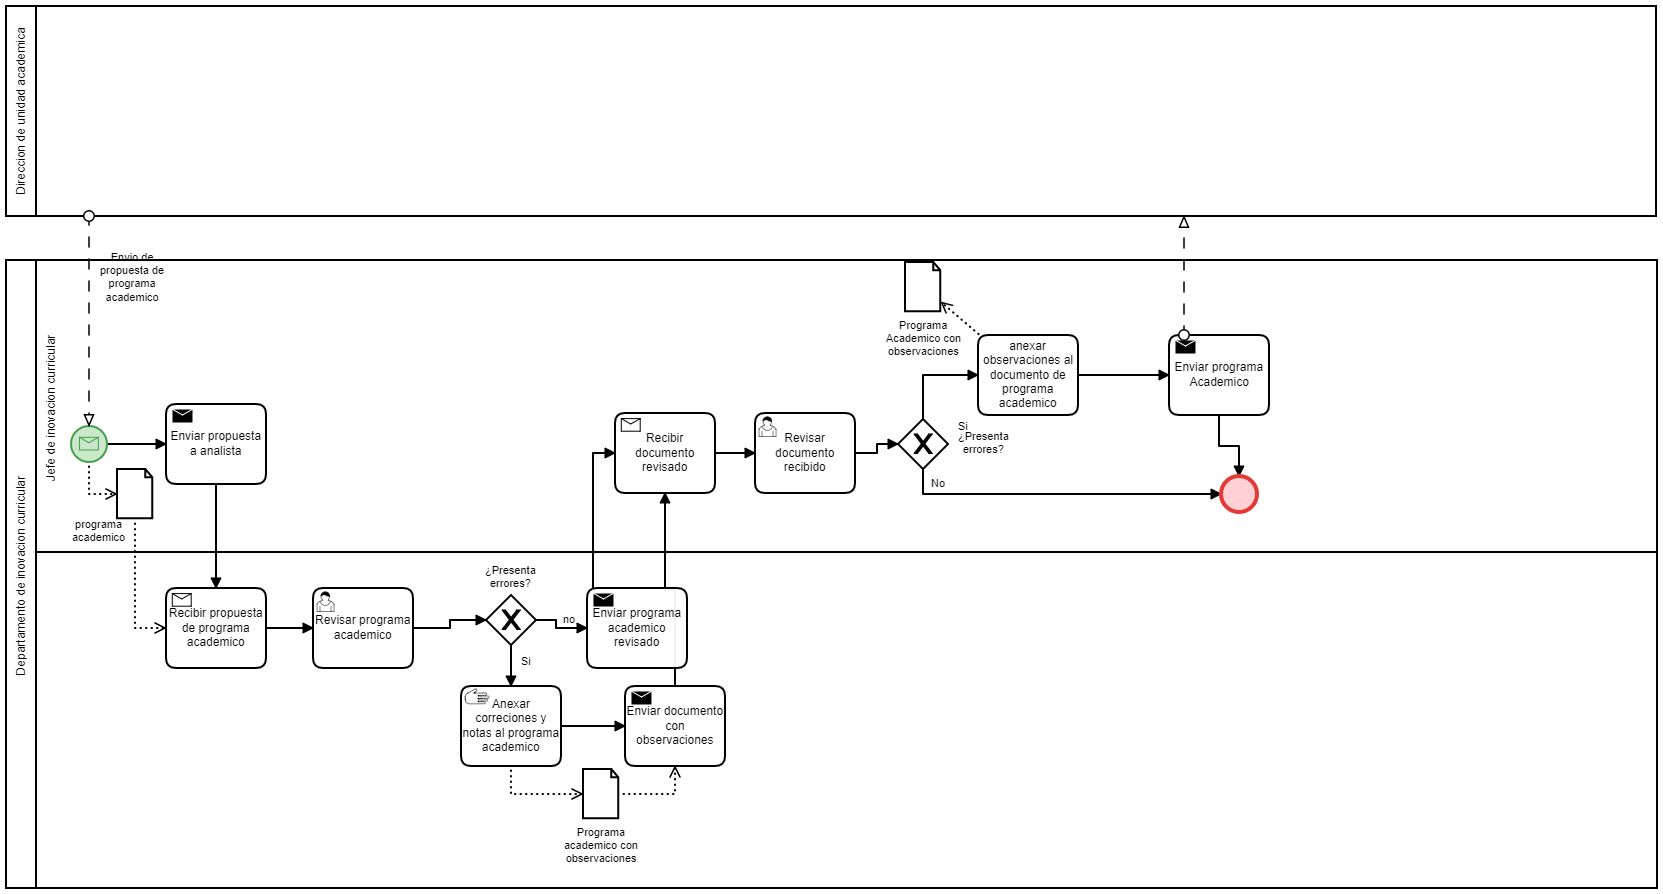 Direccion de unidad academica
Envio de
propuesta de
programa
academico
Departamento de inovacion curricular
Jefe de inovacion curricular
Enviar propuesta
a analista
programa
academico
Recibir
documento
revisado
Revisar
documento
recibido
Programa
Academico con
observaciones
anexar
observaciones al
documento de
programa
academico
Enviar programa
Academico
Si
¿Presenta
errores?
No
Recibir propuesta
de programa
academico
Revisar programa
academico
¿Presenta
errores?
no
Si
Enviar programa
academico
revisado
Anexar
correciones y
notas al programa
academico
Enviar documento
con
observaciones
Programa
academico con
observaciones